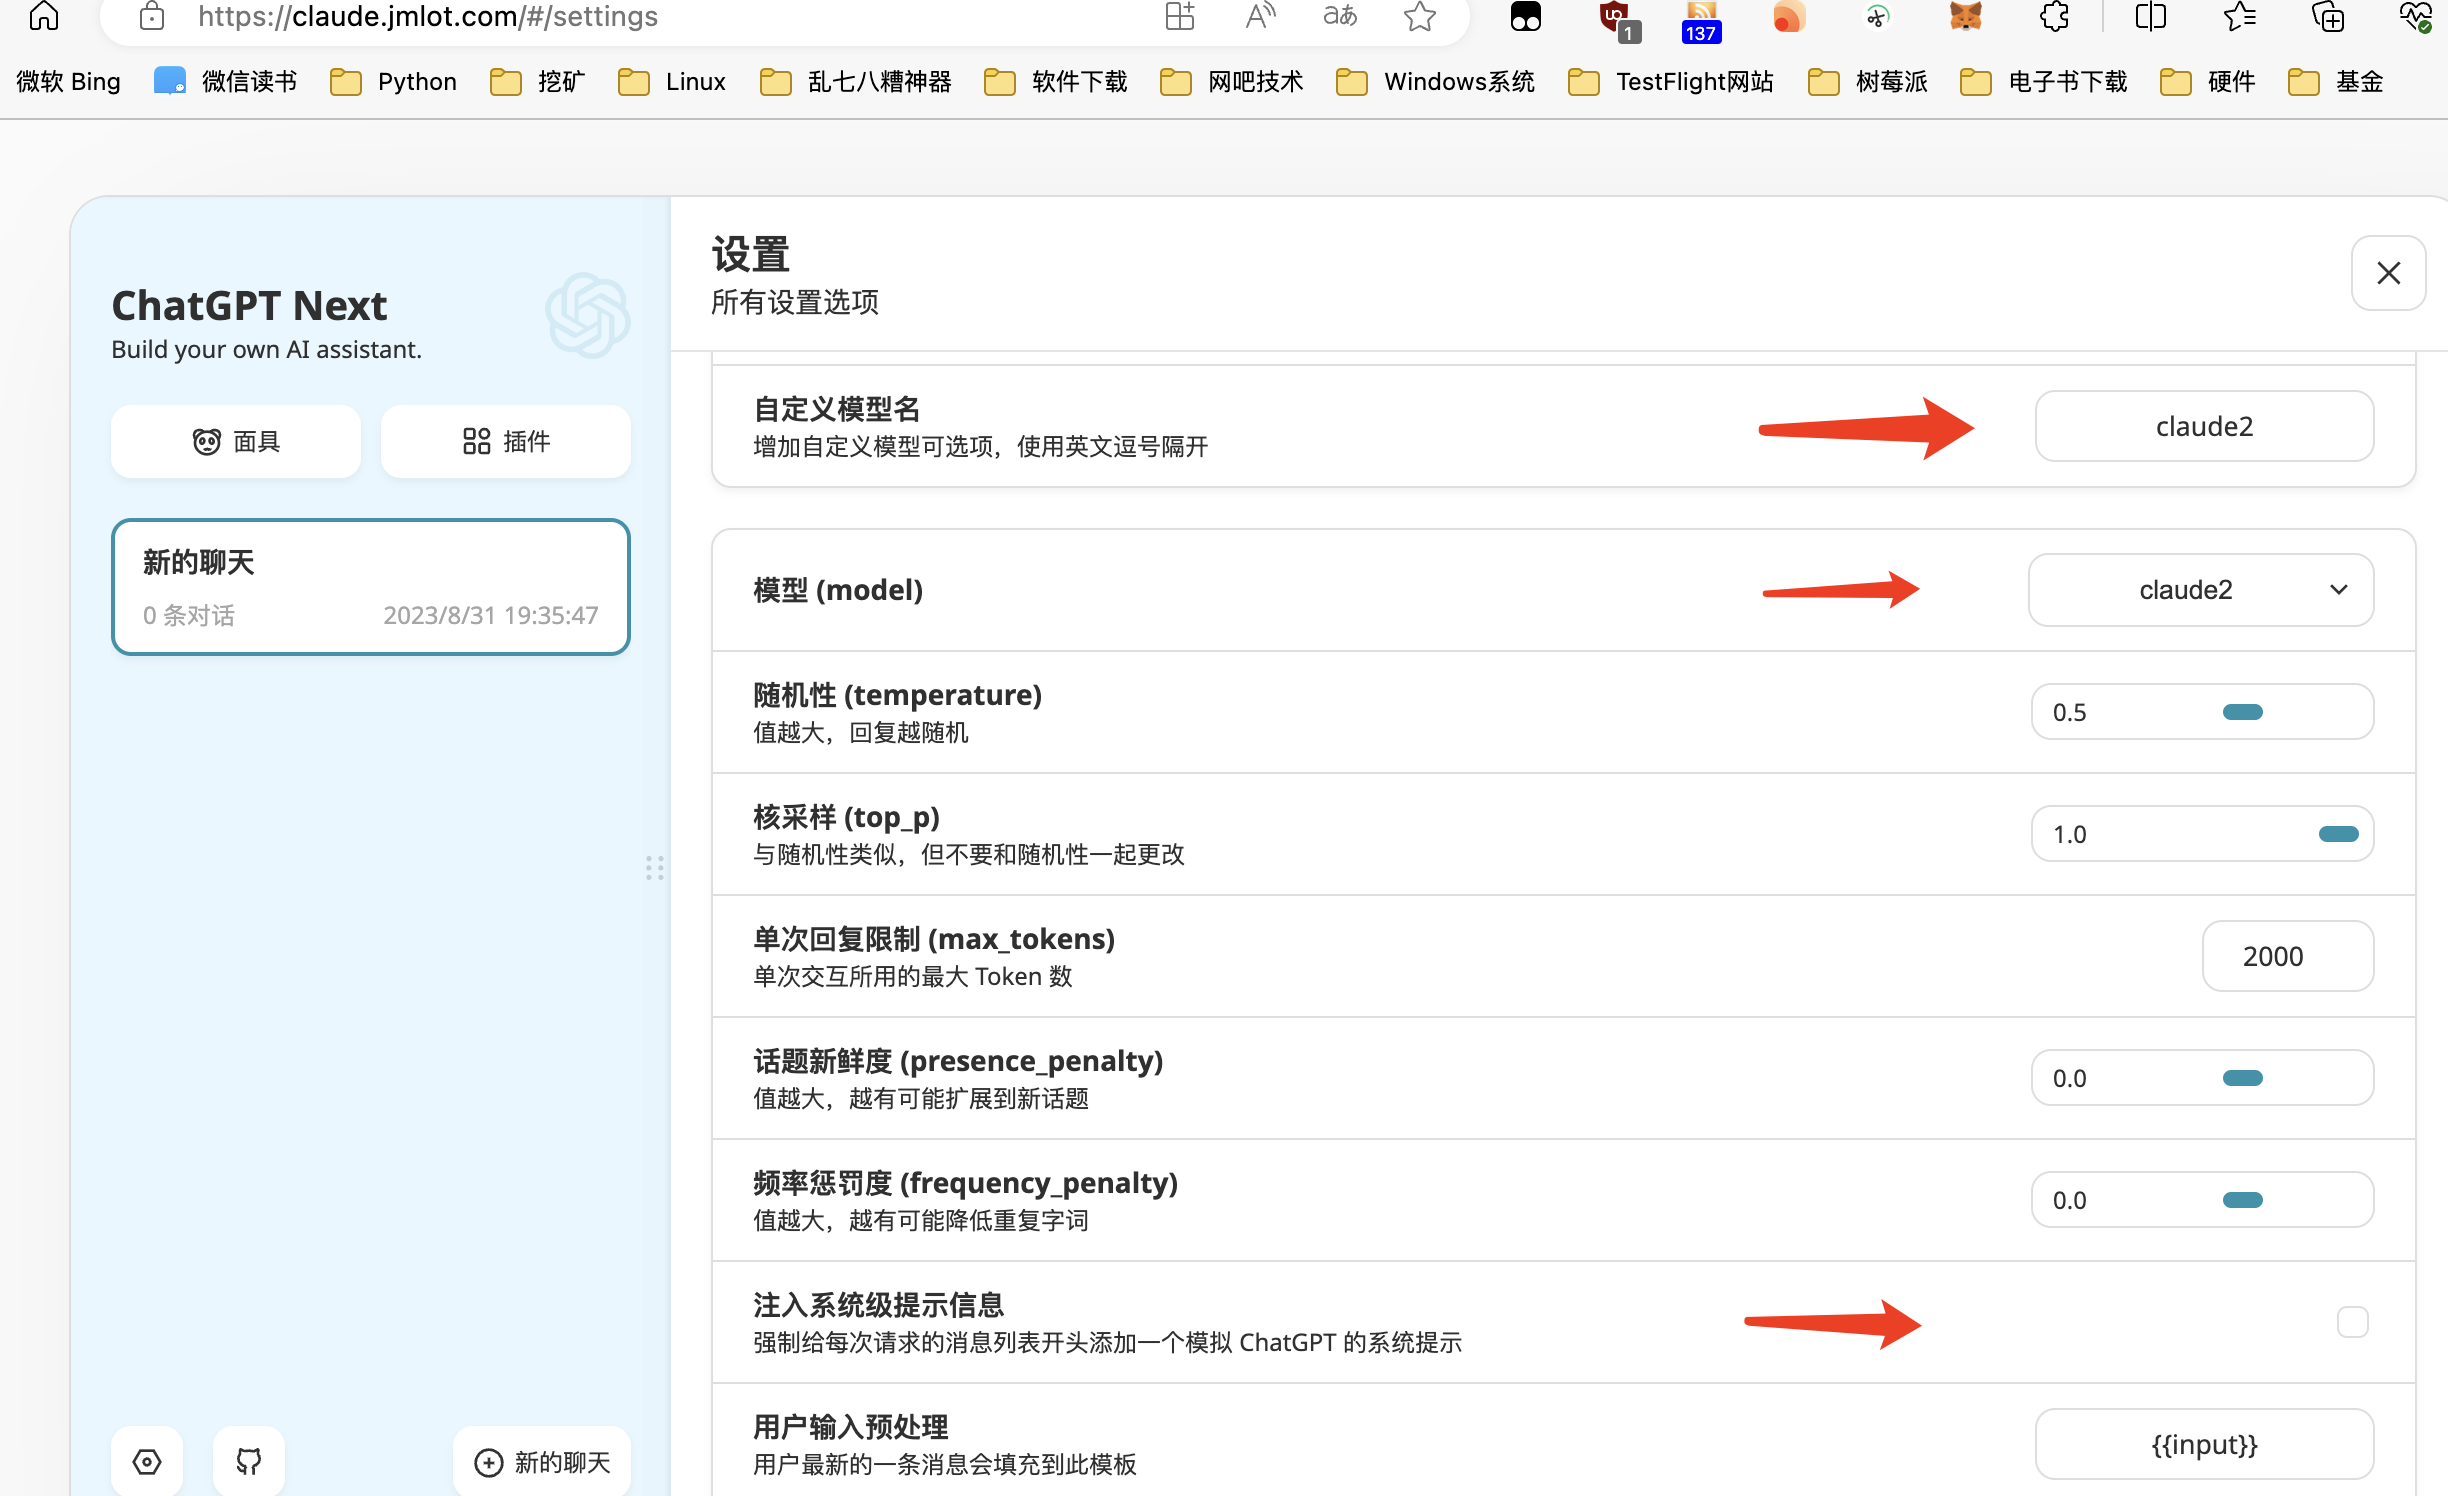 https://claude.jmlot.com/#/settings
1
137
微软 Bing 微信读书 Python 挖矿 Linux 乱七八糟神器 软件下载 网吧技术 Windows系统 TestFlight网站 树莓派 电子书下载 硬件 基金
ChatGPT Next
Build your own AI assistant.
面具
插件
新的聊天
0 条对话 2023/8/31 19:35:47
新的聊天
设置
所有设置选项
自定义模型名
增加自定义模型可选项，使用英文逗号隔开
claude2
模型 (model)
claude2
随机性 (temperature)
值越大，回复越随机
0.5
核采样 (top_p)
与随机性类似，但不要和随机性一起更改
1.0
单次回复限制 (max_tokens)
单次交互所用的最大 Token 数
2000
话题新鲜度 (presence_penalty)
值越大，越有可能扩展到新话题
0.0
频率惩罚度 (frequency_penalty)
值越大，越有可能降低重复字词
0.0
注入系统级提示信息
强制给每次请求的消息列表开头添加一个模拟 ChatGPT 的系统提示
用户输入预处理
用户最新的一条消息会填充到此模板
{{input}}